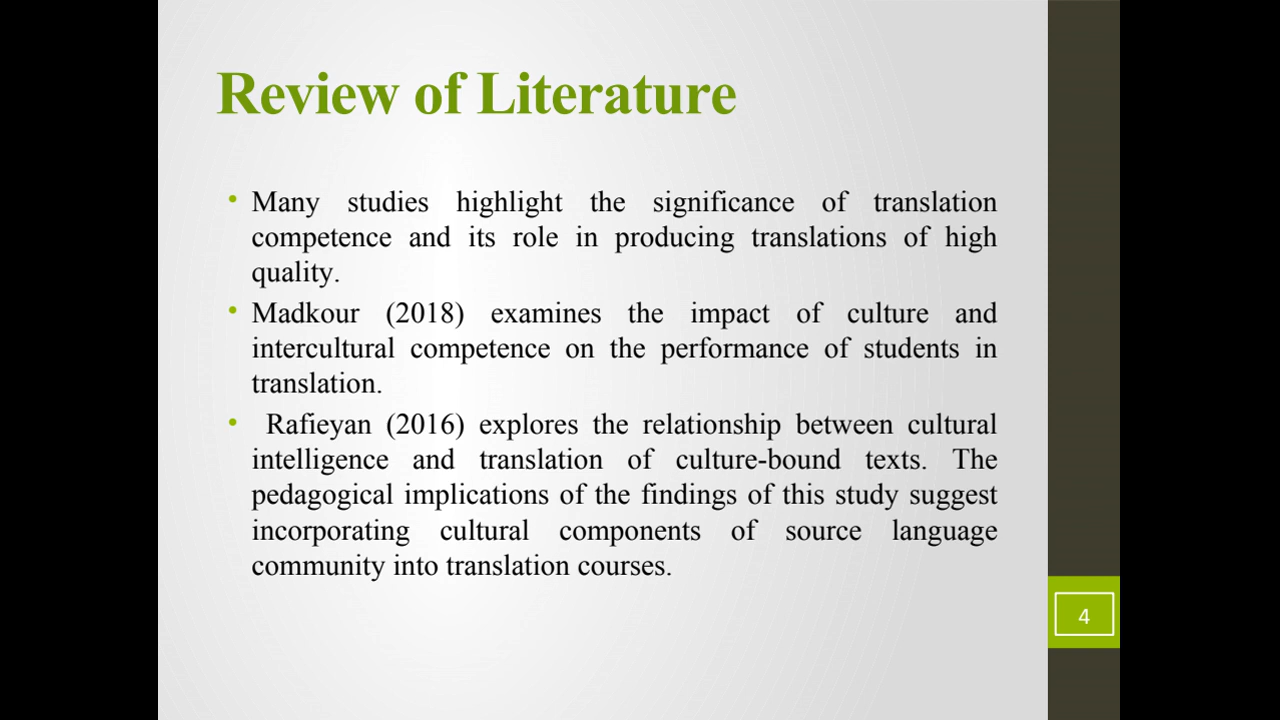 Review of Literature
• Many studies highlight the significance of translation
competence and its role in producing translations of high
quality.
• Madkour (2018) examines the impact of culture and
intercultural competence on the performance of students in
translation.
• Rafieyan (2016) explores the relationship between cultural
intelligence and translation of culture-bound texts. The
pedagogical implications of the findings of this study suggest
incorporating cultural components of source language
community into translation courses.
4